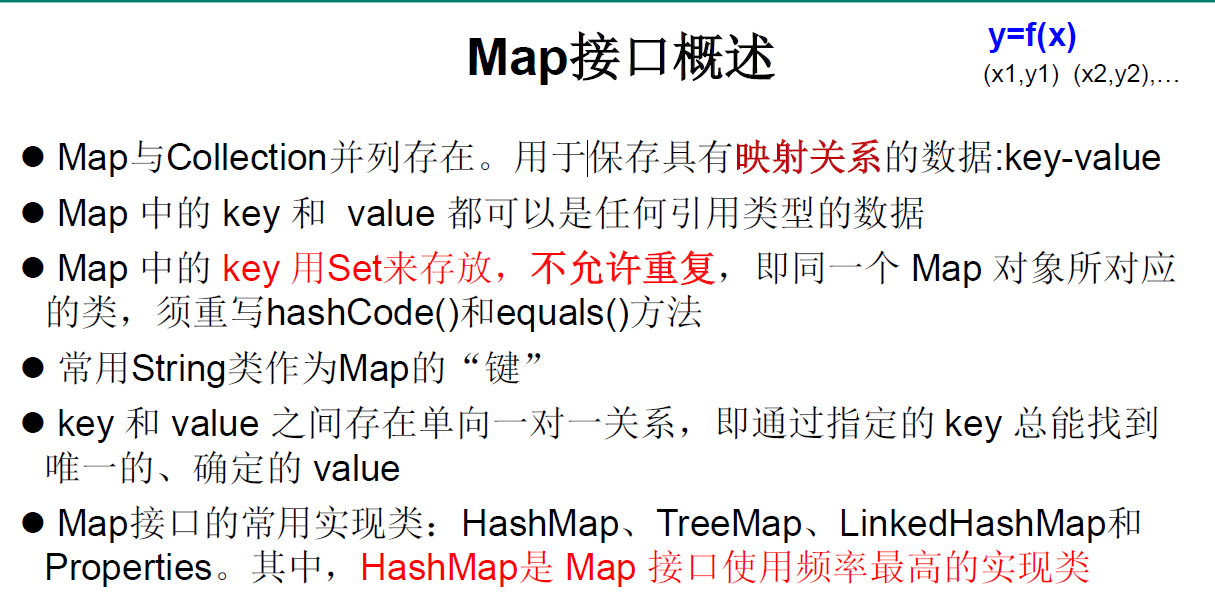 Map接口概述
y=f(x)
(x1,y1) (x2,y2),…
● Map与Collection并列存在。用于保存具有映射关系的数据:key-value
● Map 中的 key 和 value 都可以是任何引用类型的数据
● Map 中的 key 用Set来存放，不允许重复，即同一个 Map 对象所对应
的类，须重写hashCode()和equals()方法
● 常用String类作为Map的“键”
● key 和 value 之间存在单向一对一关系，即通过指定的 key 总能找到
唯一的、确定的 value
● Map接口的常用实现类：HashMap、TreeMap、LinkedHashMap和
Properties。其中，HashMap是 Map 接口使用频率最高的实现类